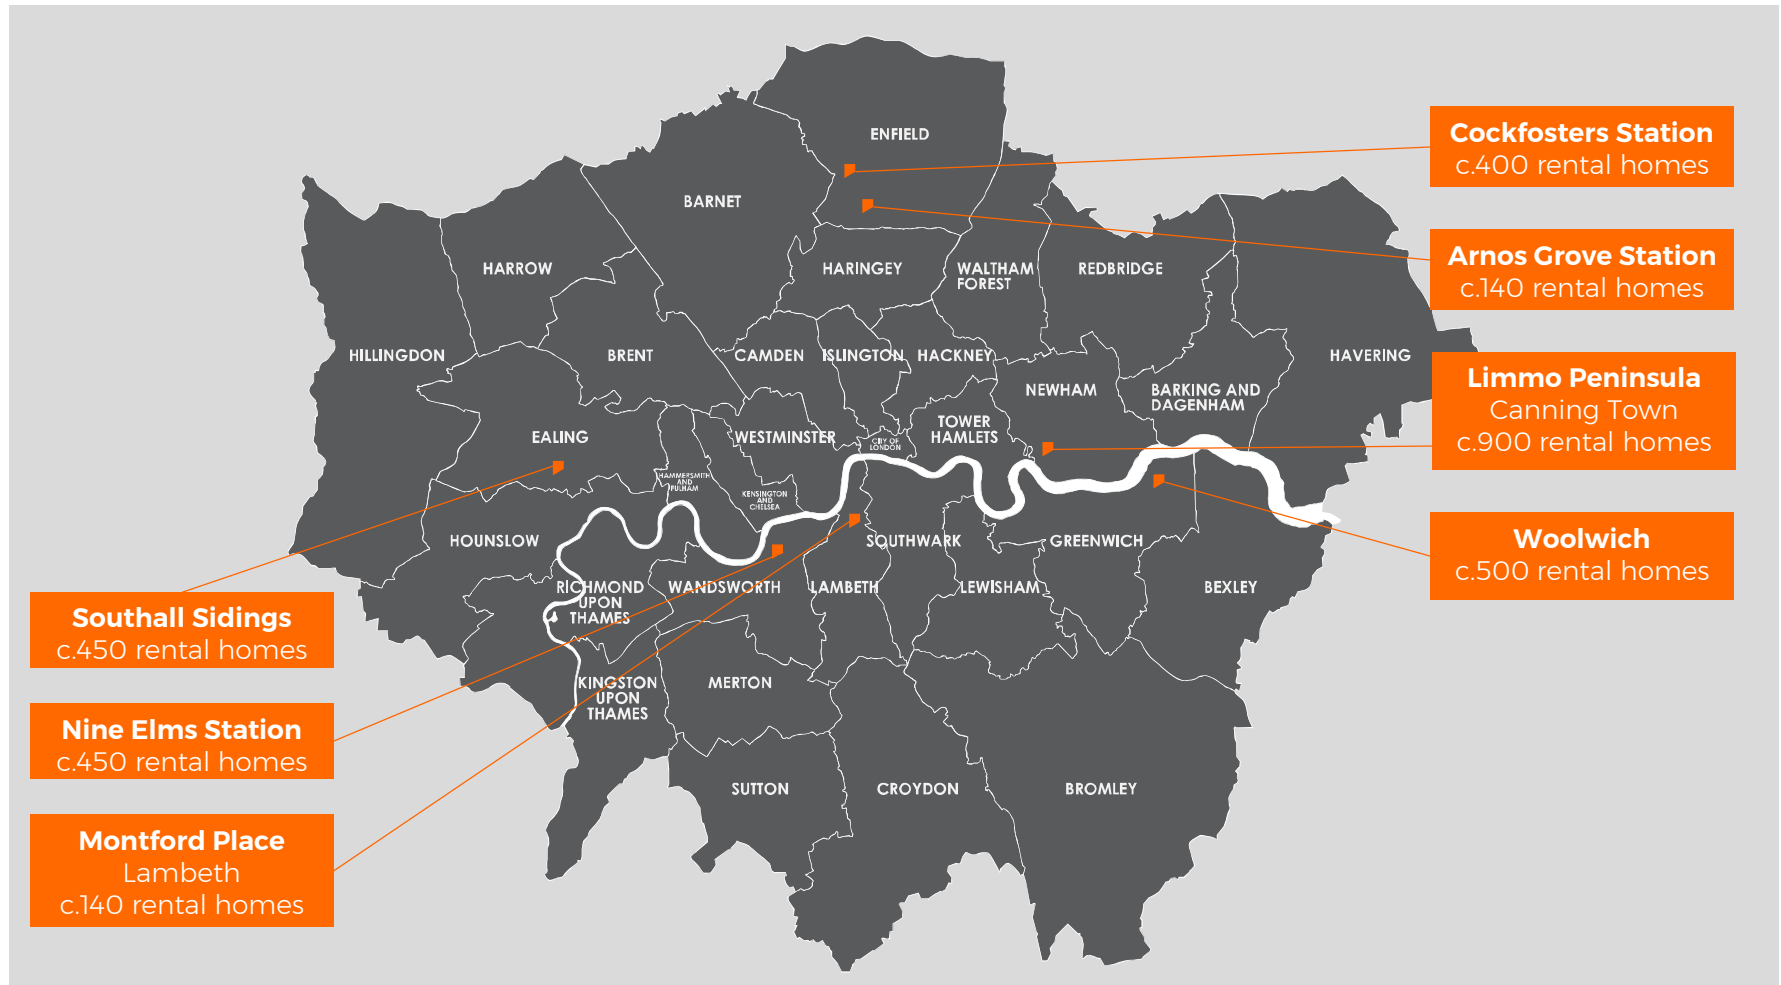 ENFIELD
BARNET
HARROW
HARINGEY
WALTHAM
FOREST
REDBRIDGE
HILLINGDON
BRENT
CAMDEN
ISLINGTON
HACKNEY
HAVERING
NEWHAM
BARKING AND
DAGENHAM
EALING
WESTMINSTER
CITY OF
LONDON
TOWER
HAMLETS
HAMMERSMITH
AND
FULHAM
KENSINGTON
AND
CHELSEA
HOUNSLOW
SOUTHWARK
GREENWICH
RICHMOND
UPON
THAMES
WANDSWORTH
LAMBETH
LEWISHAM
BEXLEY
KINGSTON
UPON
THAMES
MERTON
SUTTON
CROYDON
BROMLEY
Cockfosters Station
c.400 rental homes
Arnos Grove Station
c.140 rental homes
Limmo Peninsula
Canning Town
c.900 rental homes
Woolwich
c.500 rental homes
Southall Sidings
c.450 rental homes
Nine Elms Station
c.450 rental homes
Montford Place
Lambeth
c.140 rental homes